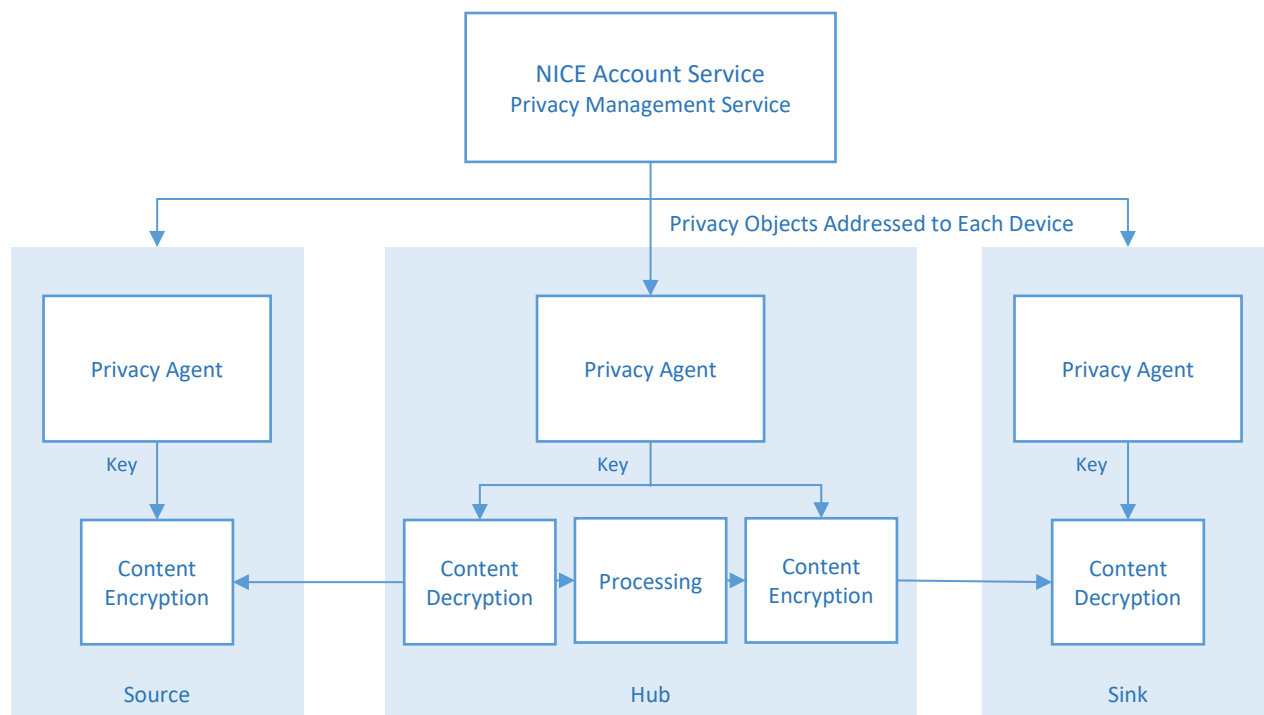 NICE Account Service
Privacy Management Service
Privacy Objects Addressed to Each Device
Privacy Agent
Privacy Agent
Privacy Agent
Key
Key
Key
Content
Encryption
Content
Decryption
Processing
Content
Encryption
Content
Decryption
Source
Hub
Sink